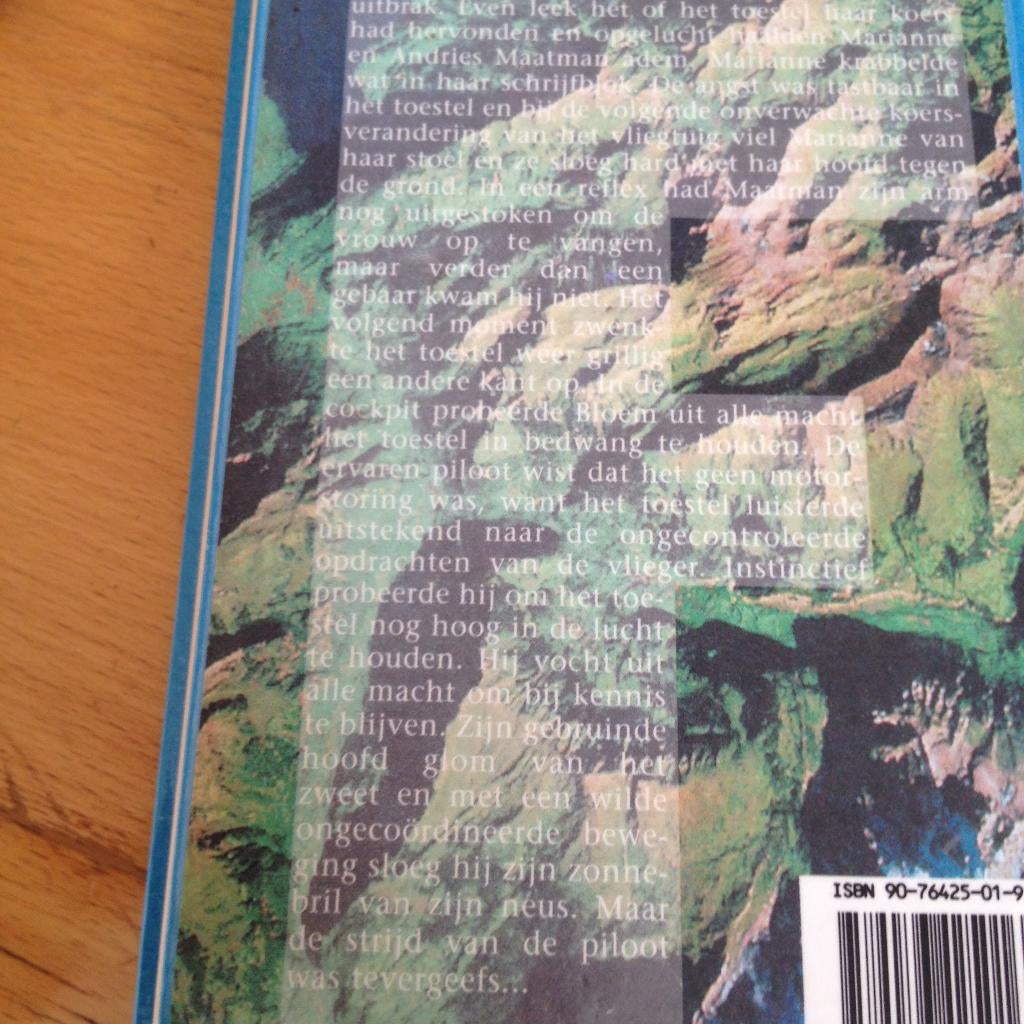 uitbrak. Even leek het of het toestel haar koers
had hervonden en opgelucht haalden Marianne
en Andries Maatman adem. Marianne krabbelde
wat in haar schrijfblok. De angst was tastbaar in
het toestel en bij de volgende onverwachte koers-
verandering van het vliegtuig viel Marianne van
haar stoel en ze sloeg hard met haar hoofd tegen
de grond. In een reflex had Maatman zijn arm
nog uitgestoken om de
vrouw op te vangen,
maar verder dan een
gebaar kwam hij niet. Het
volgend moment zwenk-
te het toestel weer grillig
een andere kant op. In de
cockpit probeerde Bloem uit alle macht
het toestel in bedwang te houden. De
ervaren piloot wist dat het geen motor-
storing was, want het toestel luisterde
uitstekend naar de ongecontroleerde
opdrachten van de vlieger. Instinctief
probeerde hij om het toe-
stel nog hoog in de lucht
te houden. Hij vocht uit
alle macht om bij kennis
te blijven. Zijn gebruinde
hoofd glom van het
zweet en met een wilde
ongecoördineerde bewe-
ging sloeg hij zijn zonne-
bril van zijn neus. Maar
de strijd van de piloot
was tevergeefs...
ISBN 90-76425-01-9